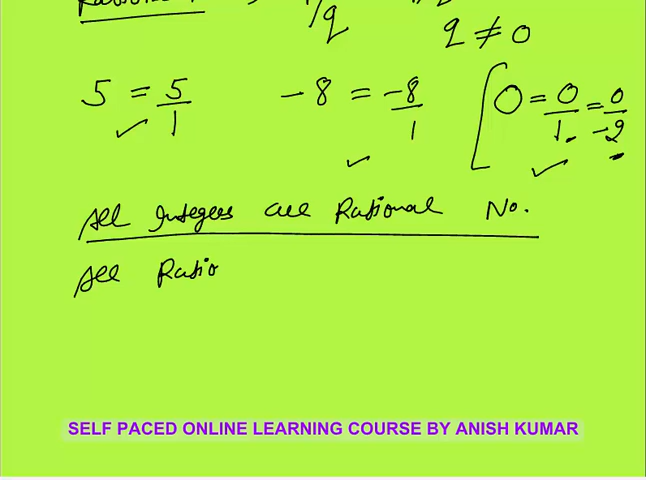 p/q
q ≠ 0
5 = 5/1 -8 = -8/1 0 = 0/1 = 0/-2
All Integers are Rational No.
All Ratio
SELF PACED ONLINE LEARNING COURSE BY ANISH KUMAR